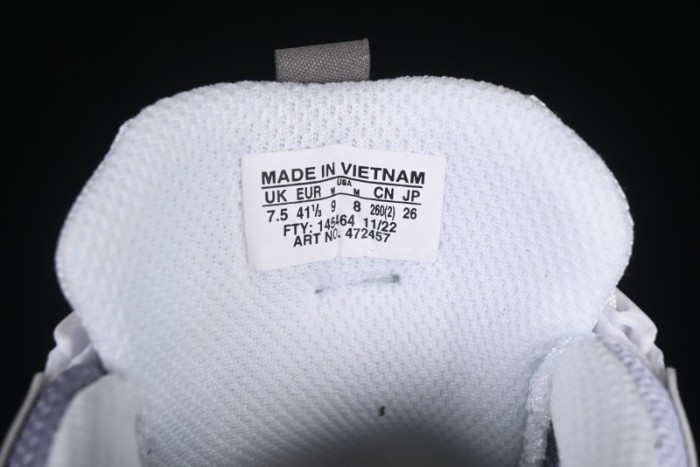 MADE IN VIETNAM
USA
UK EUR W M CN JP
7.5 41⅓ 9 8 260(2) 26
FTY: 145464 11/22
ART NO. 472457